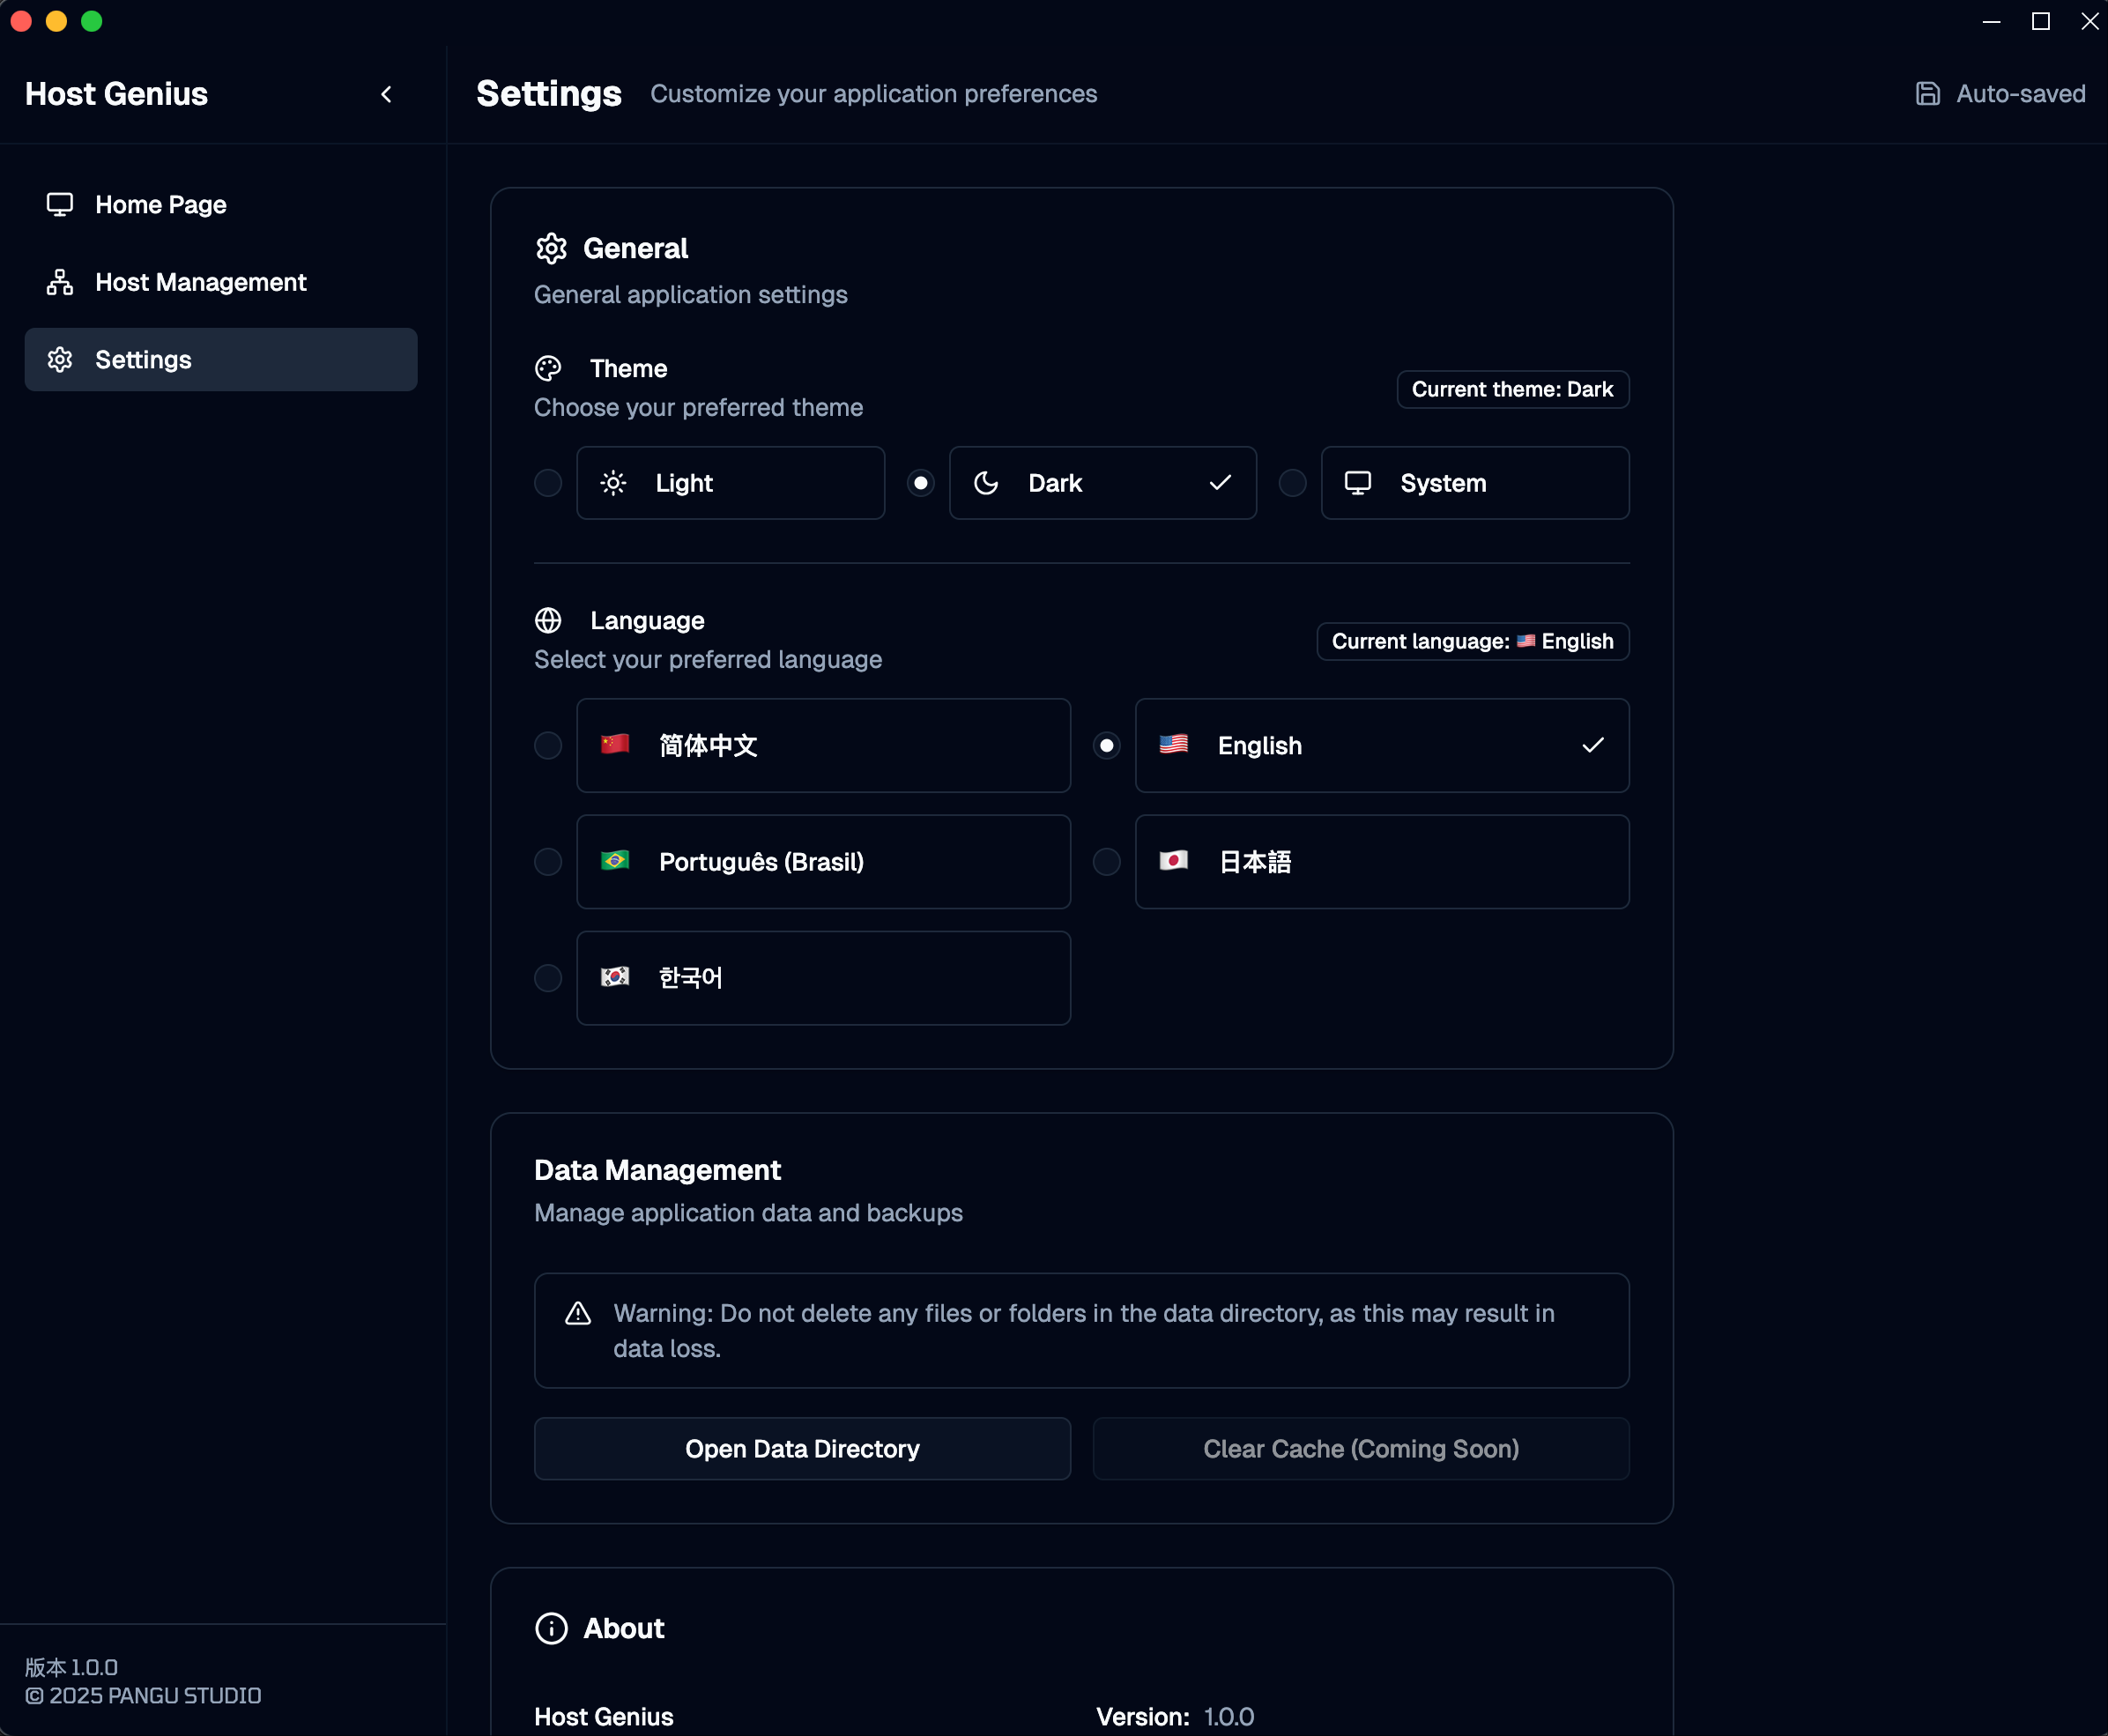 Host Genius
Settings
Customize your application preferences
Auto-saved
Home Page
Host Management
Settings
General
General application settings
Theme
Choose your preferred theme
Current theme: Dark
Light
Dark
System
Language
Select your preferred language
Current language: 🇺🇸 English
简体中文
English
Português (Brasil)
日本語
한국어
Data Management
Manage application data and backups
Warning: Do not delete any files or folders in the data directory, as this may result in
data loss.
Open Data Directory
Clear Cache (Coming Soon)
About
Host Genius
Version: 1.0.0
版本 1.0.0
© 2025 PANGU STUDIO